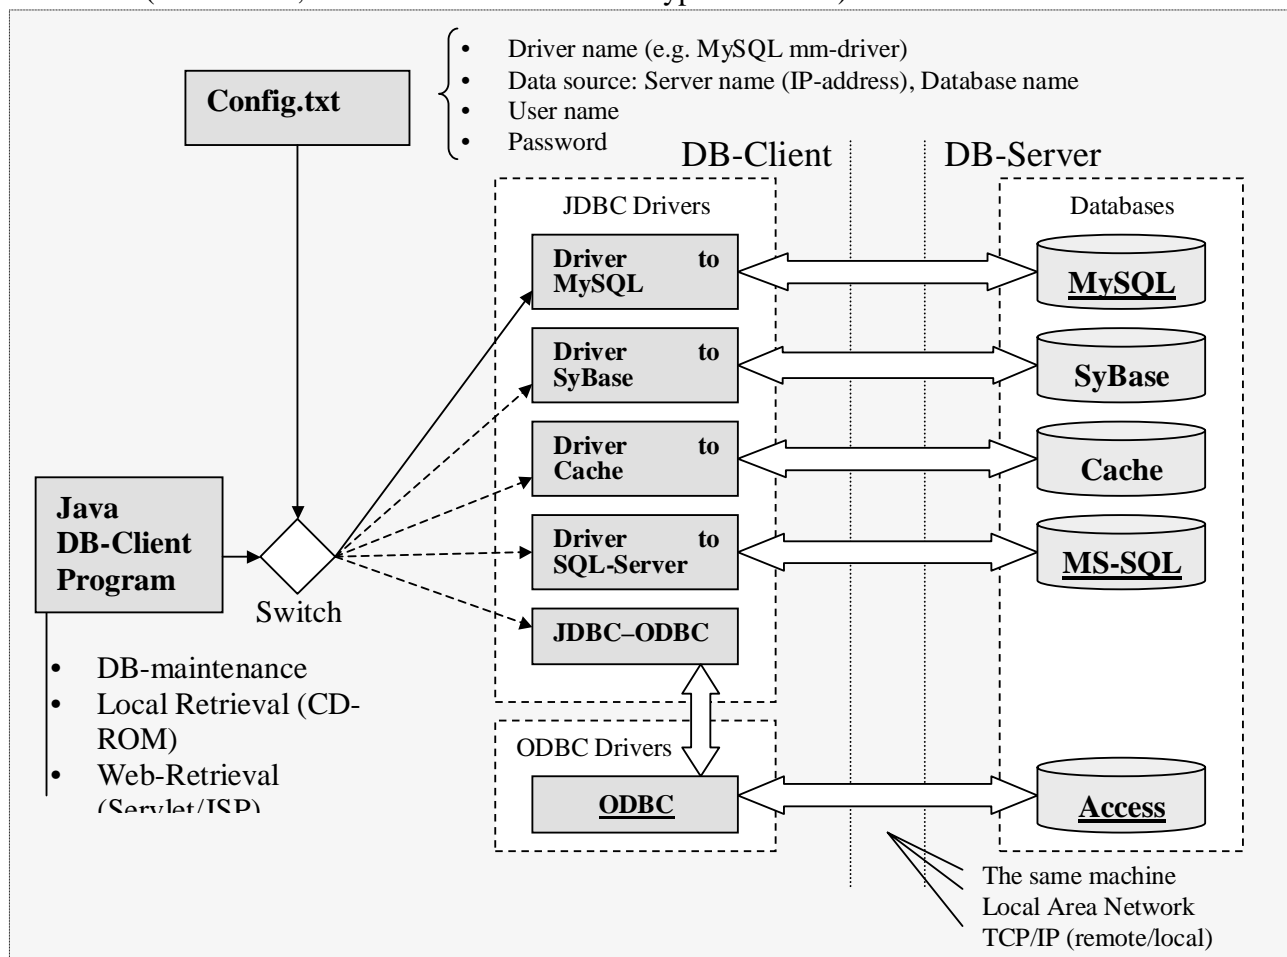 Driver name (e.g. MySQL mm-driver)
Data source: Server name (IP-address), Database name
User name
Password
Config.txt
DB-Client
DB-Server
JDBC Drivers
Databases
Driver to
MySQL
MySQL
Driver to
SyBase
SyBase
Driver to
Cache
Cache
Java
DB-Client
Program
Switch
Driver to
SQL-Server
MS-SQL
JDBC–ODBC
• DB-maintenance
• Local Retrieval (CD-
ROM)
• Web-Retrieval
(Servlet/JSP)
ODBC Drivers
ODBC
Access
The same machine
Local Area Network
TCP/IP (remote/local)